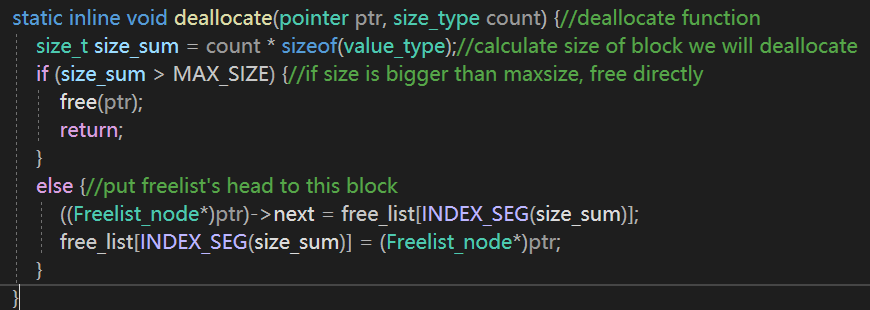 static inline void deallocate(pointer ptr, size_type count) {//deallocate function
size_t size_sum = count * sizeof(value_type);//calculate size of block we will deallocate
if (size_sum > MAX_SIZE) {//if size is bigger than maxsize, free directly
free(ptr);
return;
}
else {//put freelist's head to this block
((Freelist_node*)ptr)->next = free_list[INDEX_SEG(size_sum)];
free_list[INDEX_SEG(size_sum)] = (Freelist_node*)ptr;
}
}